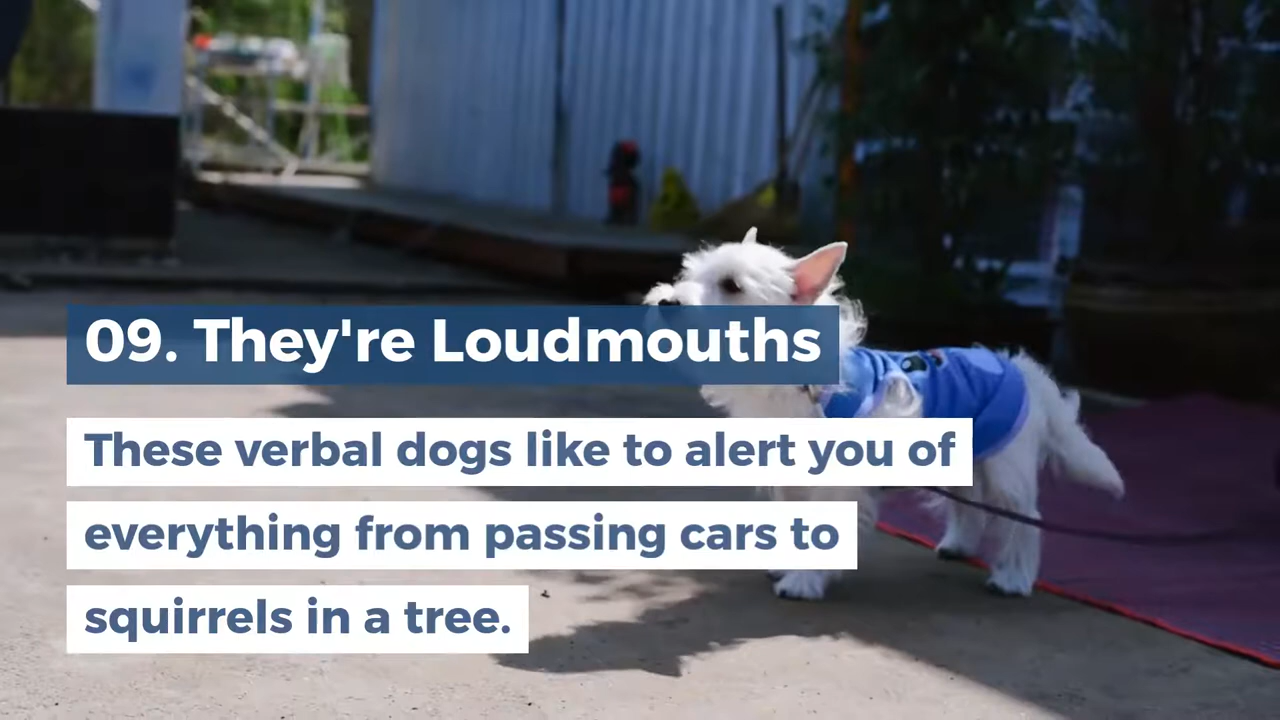 09. They're Loudmouths
These verbal dogs like to alert you of
everything from passing cars to
squirrels in a tree.